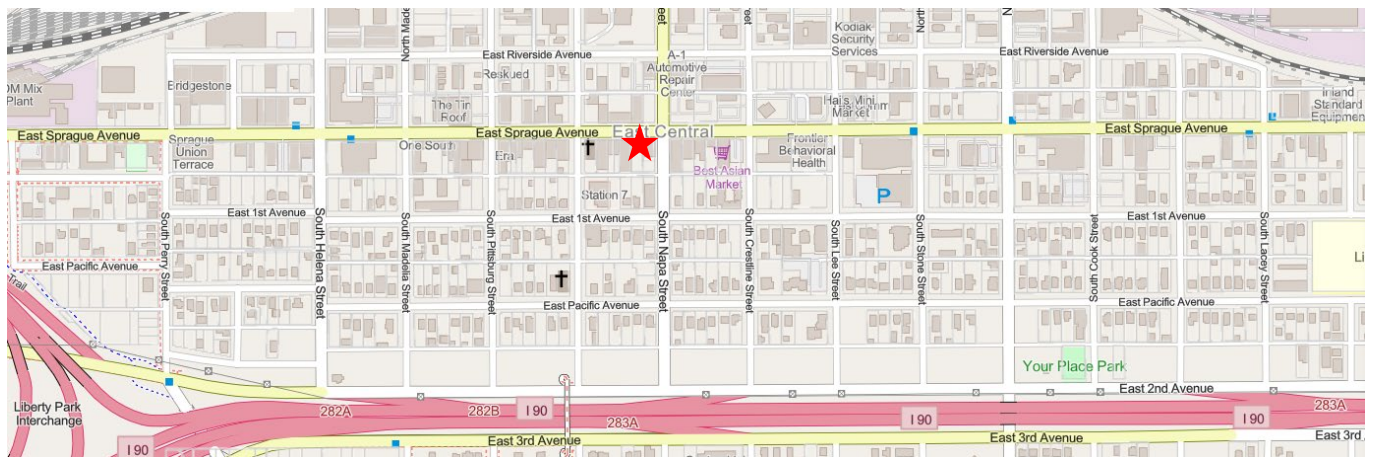 North Made
Street
North
N
East Riverside Avenue
Kodiak
Security
Services
East Riverside Avenue
Bridgestone
Reskued
A-1
Automotive
Repair
Center
DM Mix
Plant
The Tin
Roof
Hai's Mini
Market
Inland
Standard
Equipment
East Sprague Avenue
East Sprague Avenue
East Central
East Sprague Avenue
Sprague
Union
Terrace
One South
Era
Frontier
Behavioral
Health
Best Asian
Market
Station 7
P
East 1st Avenue
East 1st Avenue
East 1st Avenue
South Perry Street
South Helena Street
South Madelia Street
South Pittsburg Street
South Napa Street
South Crestline Street
South Lee Street
South Stone Street
South Cook Street
South Lacey Street
East Pacific Avenue
Li
Trail
East Pacific Avenue
East Pacific Avenue
Your Place Park
East 2nd Avenue
Liberty Park
Interchange
282A
282B
I 90
283A
I 90
I 90
283A
I 90
East 3rd Avenue
East 3rd Avenue
East 3rd